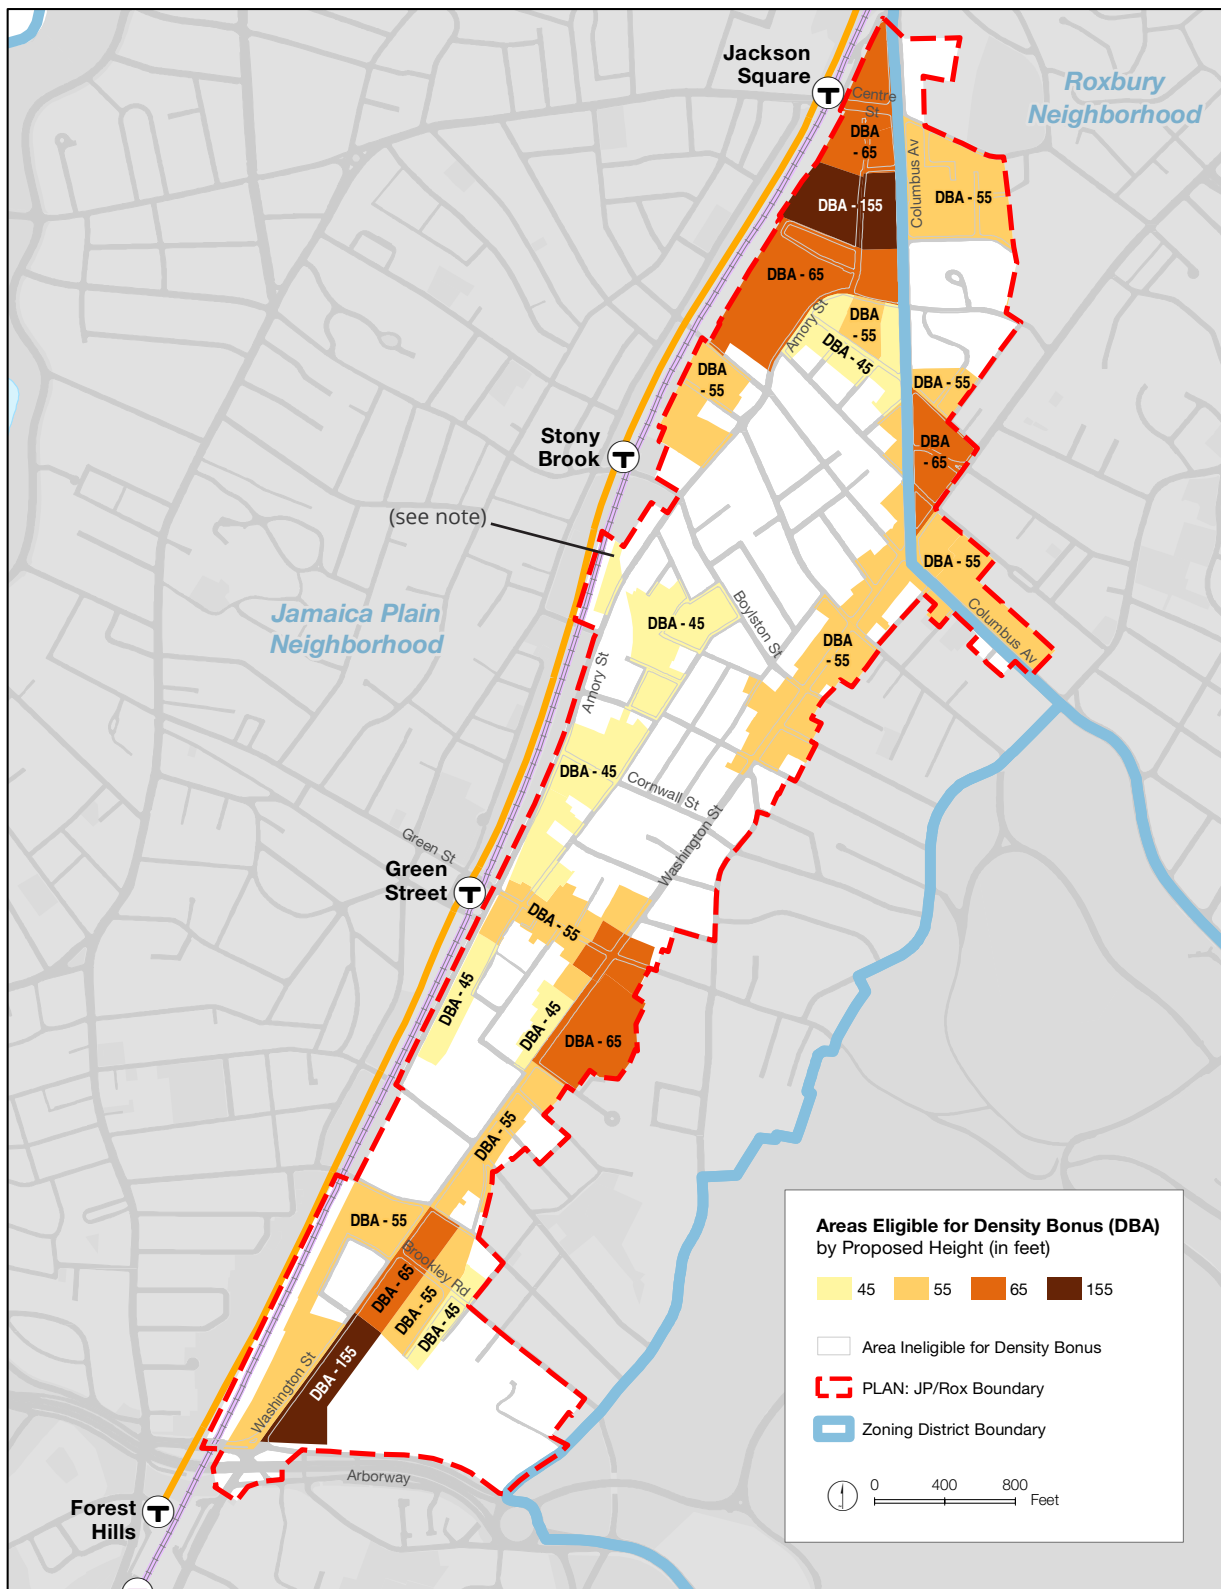 Jackson
Square
Roxbury
Neighborhood
Centre
St
DBA
- 65
Columbus Av
DBA - 155
DBA - 55
DBA - 65
Amory St
DBA
- 55
DBA - 45
DBA
- 55
DBA - 55
Stony
Brook
DBA
- 65
(see note)
DBA - 55
Jamaica Plain
Neighborhood
Boylston St
DBA - 45
Columbus Av
DBA
- 55
Amory St
DBA - 45
Cornwall St
Washington St
Green St
Green
Street
DBA - 55
DBA - 45
DBA - 45
DBA - 65
DBA - 55
DBA - 55
Brookley Rd
DBA - 65
DBA - 55
DBA - 45
DBA - 155
Washington St
Arborway
Forest
Hills
Areas Eligible for Density Bonus (DBA)
by Proposed Height (in feet)
45 55 65 155
Area Ineligible for Density Bonus
PLAN: JP/Rox Boundary
Zoning District Boundary
0 400 800
Feet